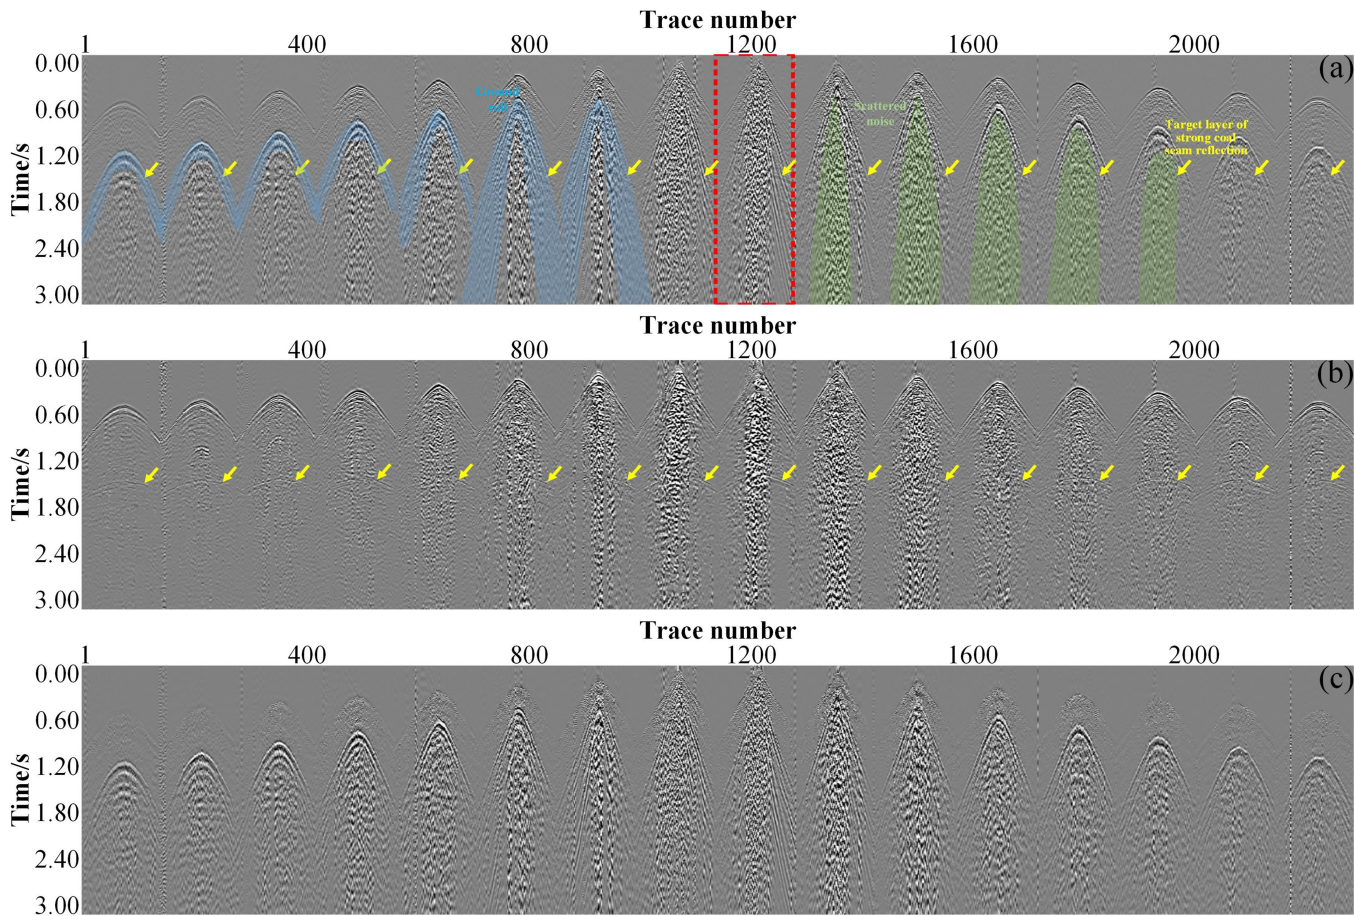 Trace number
1 400 800 1200 1600 2000
(a)
Time/s
0.00
0.60
1.20
1.80
2.40
3.00
Ground
roll
Scattered
noise
Target layer of
strong coal
seam reflection
Trace number
1 400 800 1200 1600 2000
(b)
Time/s
0.00
0.60
1.20
1.80
2.40
3.00
Trace number
1 400 800 1200 1600 2000
(c)
Time/s
0.00
0.60
1.20
1.80
2.40
3.00